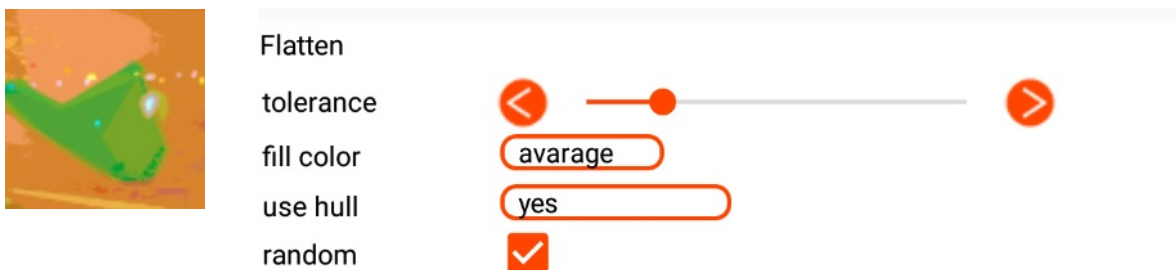 Flatten
tolerance
fill color avarage
use hull yes
random